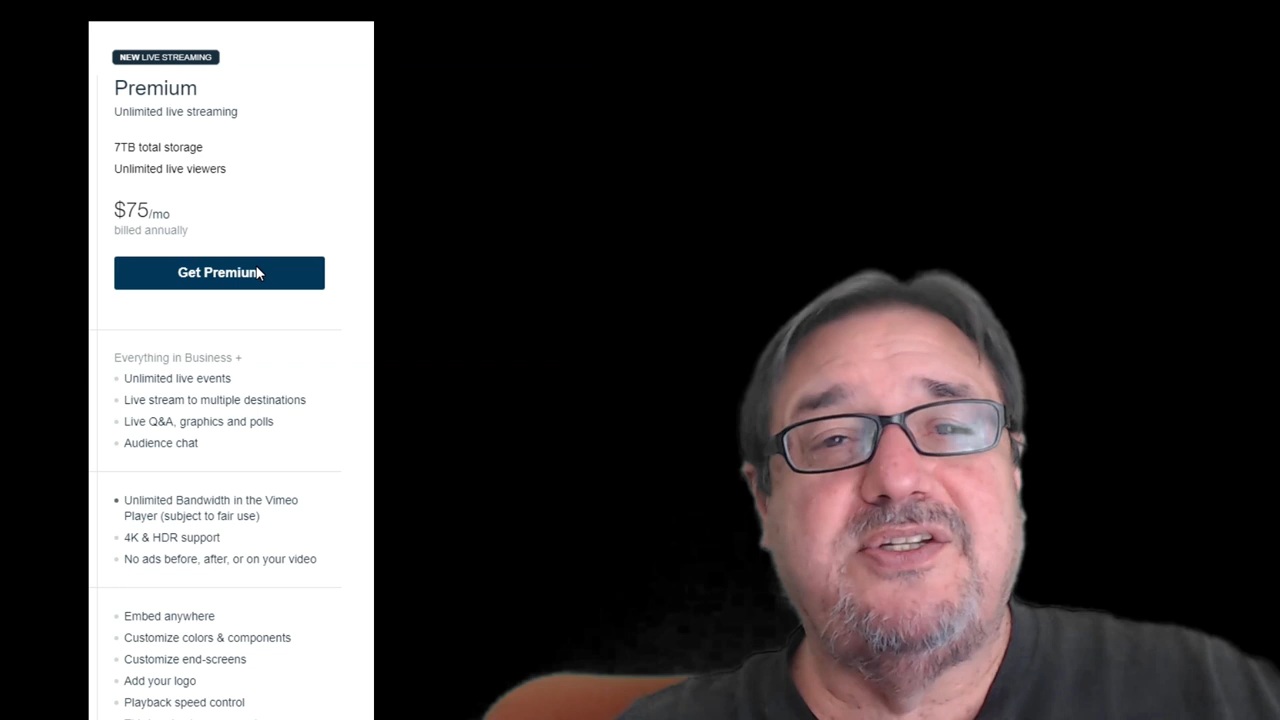 NEW LIVE STREAMING
Premium
Unlimited live streaming
7TB total storage
Unlimited live viewers
$75/mo
billed annually
Get Premium
Everything in Business +
Unlimited live events
Live stream to multiple destinations
Live Q&A, graphics and polls
Audience chat
Unlimited Bandwidth in the Vimeo
Player (subject to fair use)
4K & HDR support
No ads before, after, or on your video
Embed anywhere
Customize colors & components
Customize end-screens
Add your logo
Playback speed control